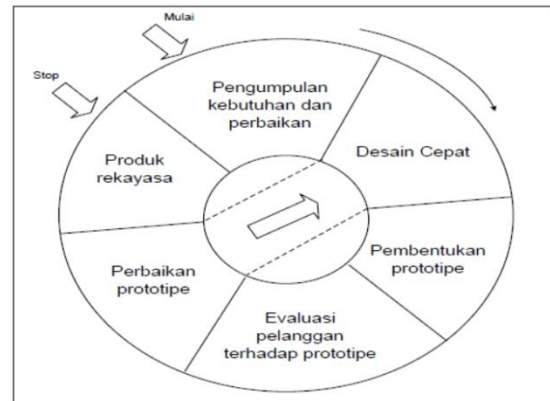 Mulai
Stop
Pengumpulan
kebutuhan dan
perbaikan
Desain Cepat
Pembentukan
prototipe
Evaluasi
pelanggan
terhadap prototipe
Perbaikan
prototipe
Produk
rekayasa